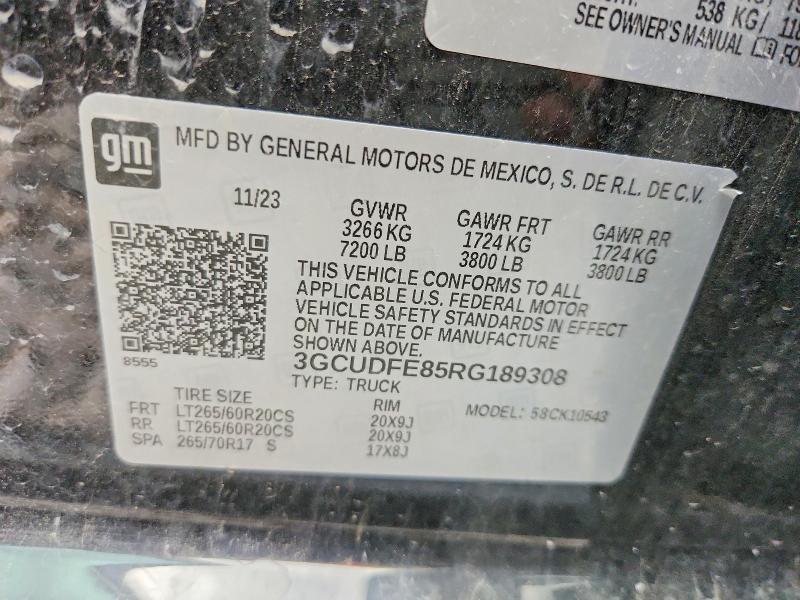 538 KG/
SEE OWNER'S MANUAL
gm
MFD BY GENERAL MOTORS DE MEXICO, S. DE R.L. DE C.V.
11/23
GVWR GAWR FRT GAWR RR
3266 KG 1724 KG 1724 KG
7200 LB 3800 LB 3800 LB
THIS VEHICLE CONFORMS TO ALL
APPLICABLE U.S. FEDERAL MOTOR
VEHICLE SAFETY STANDARDS IN EFFECT
ON THE DATE OF MANUFACTURE
SHOWN ABOVE.
8555
3GCUDFE85RG189308
TYPE: TRUCK
TIRE SIZE RIM MODEL: 58CK10543
FRT LT265/60R20CS 20X9J
RR LT265/60R20CS 20X9J
SPA 265/70R17 S 17X8J